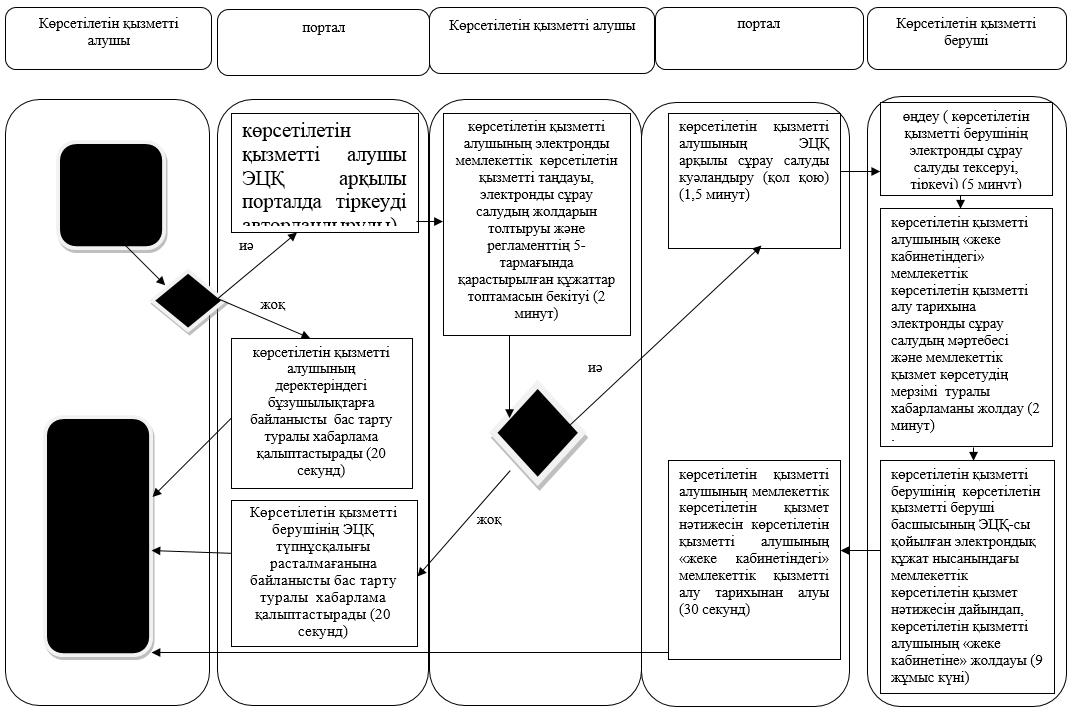 Көрсетілетін қызметті
алушы
портал
Көрсетілетін қызметті алушы
портал
Көрсетілетін қызметті
беруші
көрсетілетін
қызметті алушы
ЭЦҚ арқылы
порталда тіркеуді
авторландыруды)
иә
жоқ
көрсетілетін қызметті
алушының
деректеріндегі
бұзушылықтарға
байланысты бас тарту
туралы хабарлама
қалыптастырады (20
секунд)
Көрсетілетін қызметті
берушінің ЭЦҚ
түпнұсқалығы
расталмағанына
байланысты бас тарту
туралы хабарлама
қалыптастырады (20
секунд)
көрсетілетін қызметті
алушының электронды
мемлекеттік көрсетілетін
қызметті таңдауы,
электронды сұрау
салудың жолдарын
толтыруы және
регламенттің 5-
тармағында
қарастырылған құжаттар
топтамасын бекітуі (2
минут)
иә
жоқ
көрсетілетін қызметті
алушының ЭЦҚ
арқылы сұрау салуды
куәландыру (қол қою)
(1,5 минут)
көрсетілетін қызметті
алушының мемлекеттік
көрсетілетін қызмет
нәтижесін көрсетілетін
қызметті алушының
«жеке кабинетіндегі»
мемлекеттік қызметті
алу тарихынан алуы
(30 секунд)
өңдеу ( көрсетілетін
қызметті берушінің
электронды сұрау
салуды тексеруі,
тіркеуі) (5 минут)
көрсетілетін қызметті
алушының «жеке
кабинетіндегі»
мемлекеттік
көрсетілетін қызметті
алу тарихына
электронды сұрау
салудың мәртебесі
және мемлекеттік
қызмет көрсетудің
мерзімі туралы
хабарламаны жолдау (2
минут)
.
көрсетілетін қызметті
берушінің көрсетілетін
қызметті беруші
басшысының ЭЦҚ-сы
қойылған электрондық
құжат нысанындағы
мемлекеттік
көрсетілетін қызмет
нәтижесін дайындап,
көрсетілетін қызметті
алушының «жеке
кабинетіне» жолдауы (9
жұмыс күні)